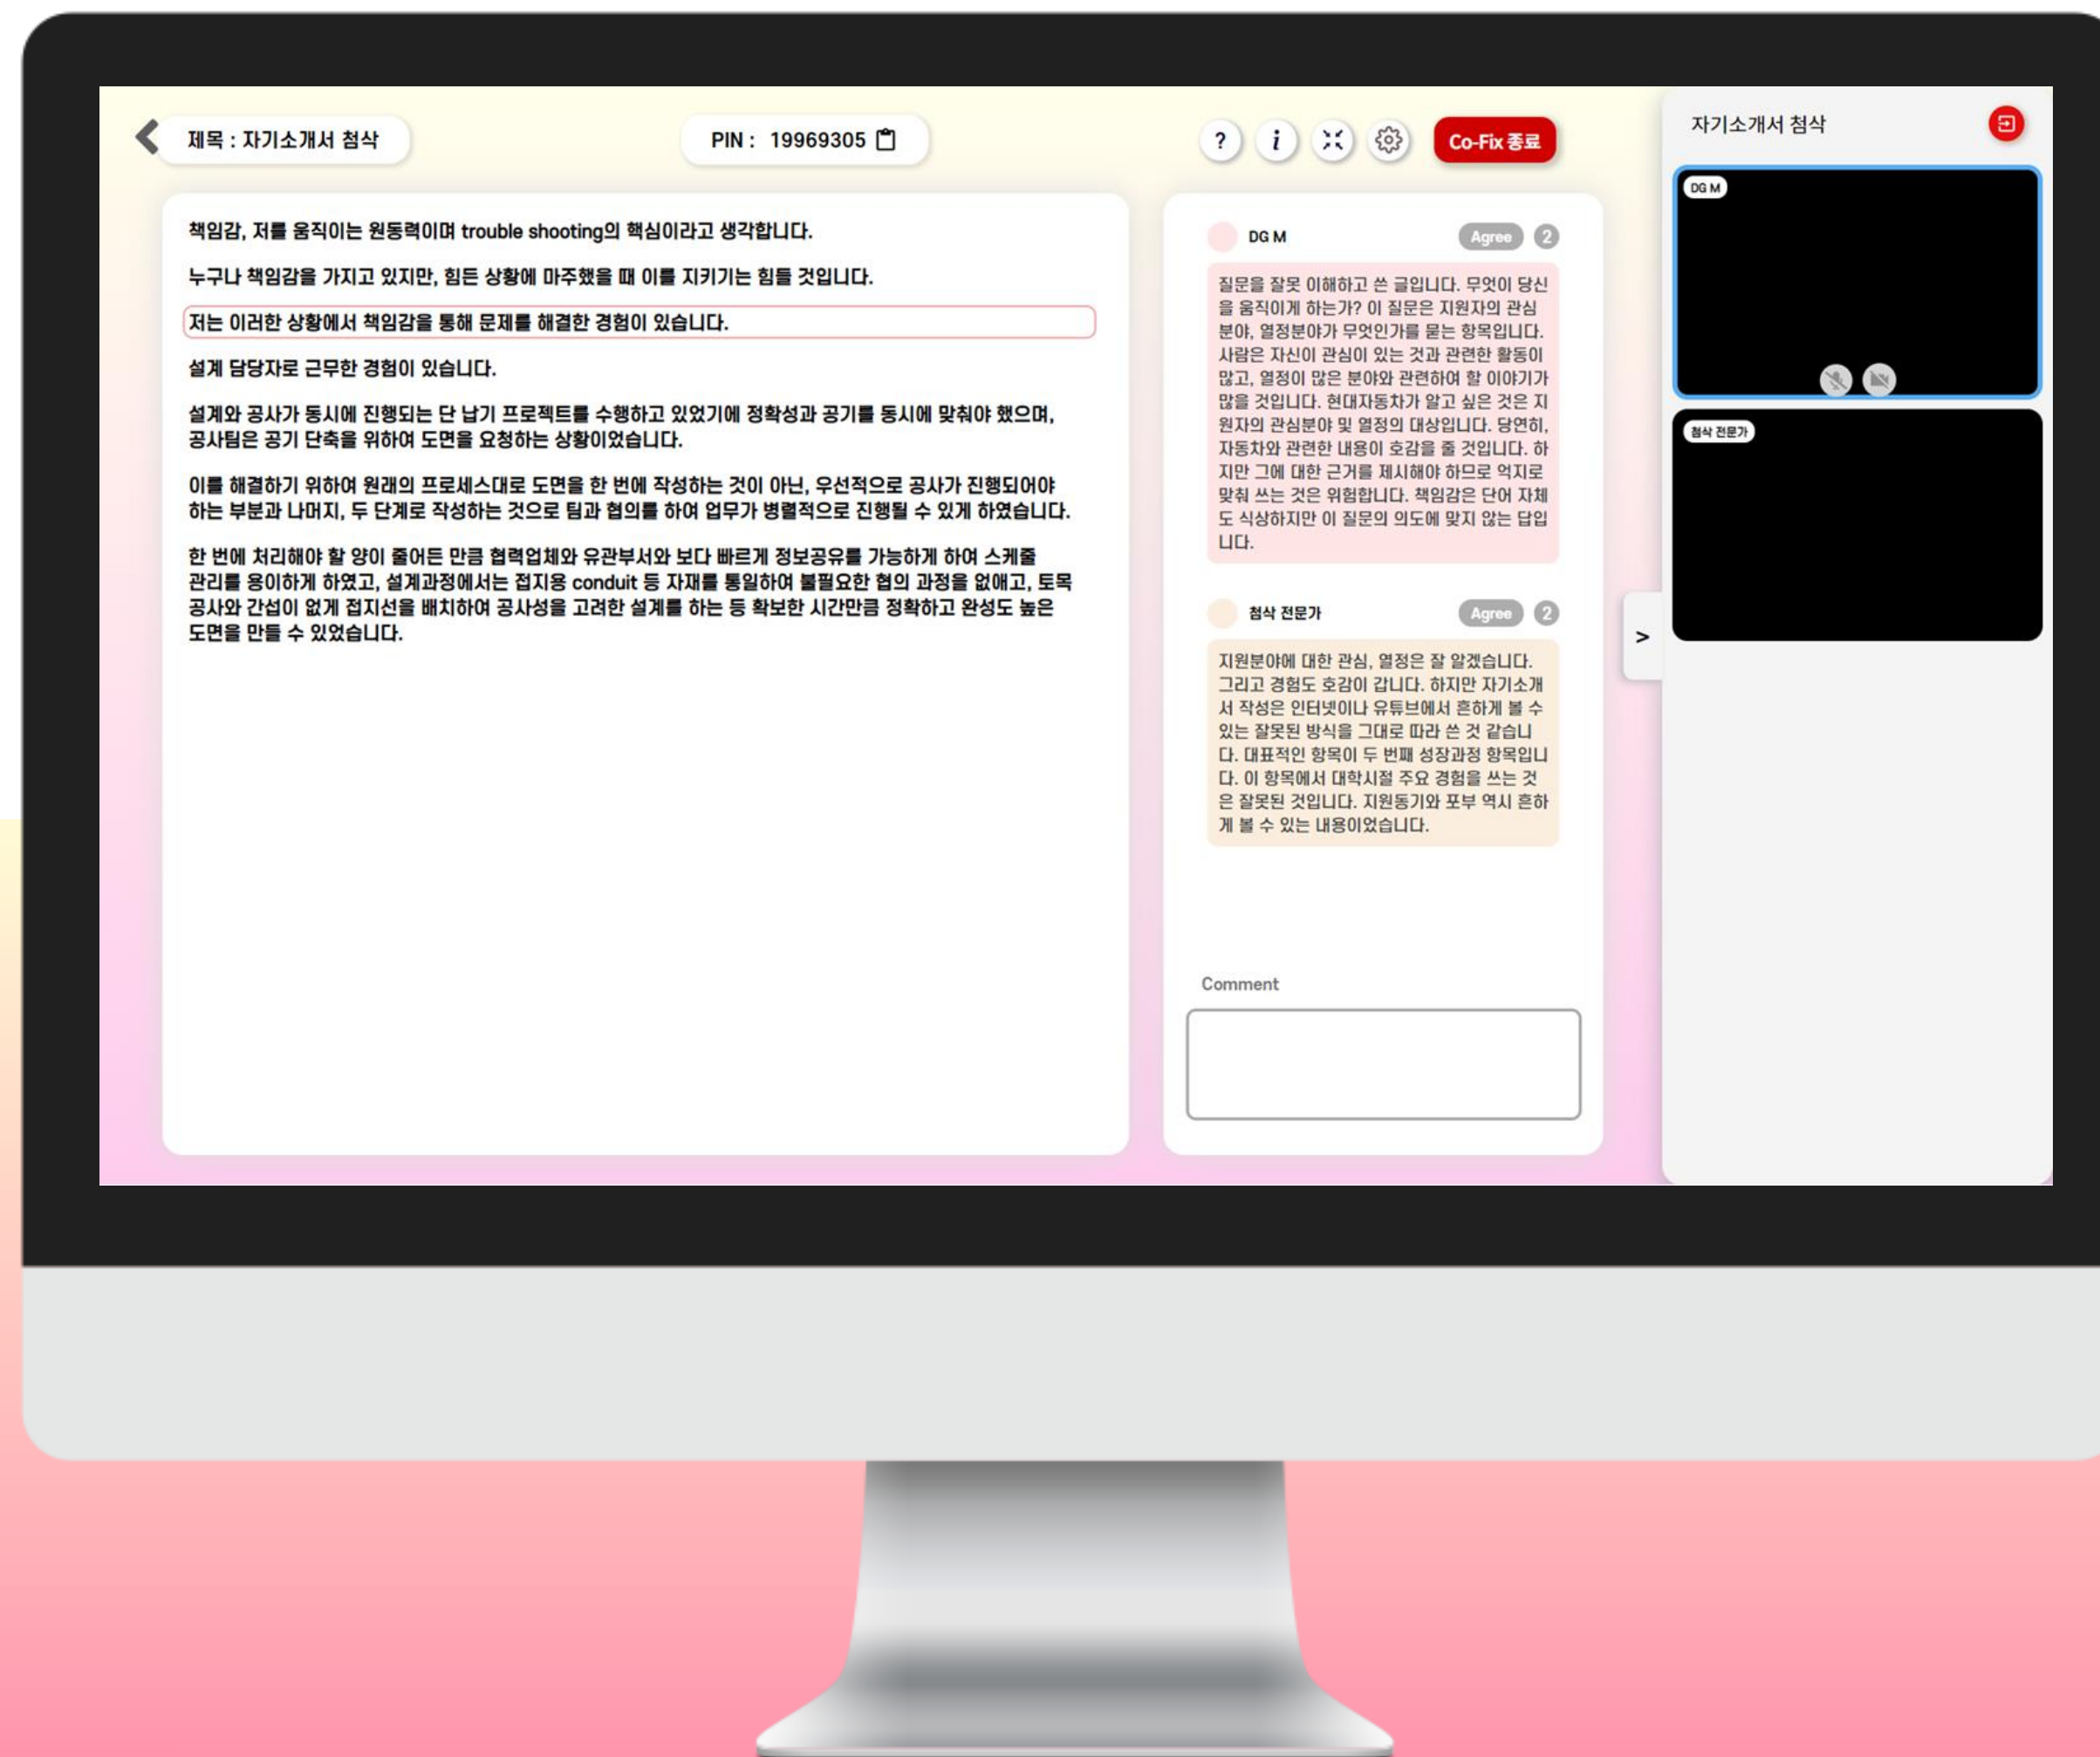 제목 : 자기소개서 첨삭
PIN : 19969305
?
i
Co-Fix 종료
책임감, 저를 움직이는 원동력이며 trouble shooting의 핵심이라고 생각합니다.
누구나 책임감을 가지고 있지만, 힘든 상황에 마주했을 때 이를 지키기는 힘들 것입니다.
저는 이러한 상황에서 책임감을 통해 문제를 해결한 경험이 있습니다.
설계 담당자로 근무한 경험이 있습니다.
설계와 공사가 동시에 진행되는 단 납기 프로젝트를 수행하고 있었기에 정확성과 공기를 동시에 맞춰야 했으며,
공사팀은 공기 단축을 위하여 도면을 요청하는 상황이었습니다.
이를 해결하기 위하여 원래의 프로세스대로 도면을 한 번에 작성하는 것이 아닌, 우선적으로 공사가 진행되어야
하는 부분과 나머지, 두 단계로 작성하는 것으로 팀과 협의를 하여 업무가 병렬적으로 진행될 수 있게 하였습니다.
한 번에 처리해야 할 양이 줄어든 만큼 협력업체와 유관부서와 보다 빠르게 정보공유를 가능하게 하여 스케줄
관리를 용이하게 하였고, 설계과정에서는 접지용 conduit 등 자재를 통일하여 불필요한 협의 과정을 없애고, 토목
공사와 간섭이 없게 접지선을 배치하여 공사성을 고려한 설계를 하는 등 확보한 시간만큼 정확하고 완성도 높은
도면을 만들 수 있었습니다.
DG M
Agree 2
질문을 잘못 이해하고 쓴 글입니다. 무엇이 당신
을 움직이게 하는가? 이 질문은 지원자의 관심
분야, 열정분야가 무엇인가를 묻는 항목입니다.
사람은 자신이 관심이 있는 것과 관련한 활동이
많고, 열정이 많은 분야와 관련하여 할 이야기가
많을 것입니다. 현대자동차가 알고 싶은 것은 지
원자의 관심분야 및 열정의 대상입니다. 당연히,
자동차와 관련한 내용이 호감을 줄 것입니다. 하
지만 그에 대한 근거를 제시해야 하므로 억지로
맞춰 쓰는 것은 위험합니다. 책임감은 단어 자체
도 식상하지만 이 질문의 의도에 맞지 않는 답입
니다.
첨삭 전문가
Agree 2
지원분야에 대한 관심, 열정은 잘 알겠습니다.
그리고 경험도 호감이 갑니다. 하지만 자기소개
서 작성은 인터넷이나 유튜브에서 흔하게 볼 수
있는 잘못된 방식을 그대로 따라 쓴 것 같습니
다. 대표적인 항목이 두 번째 성장과정 항목입니
다. 이 항목에서 대학시절 주요 경험을 쓰는 것
은 잘못된 것입니다. 지원동기와 포부 역시 흔하
게 볼 수 있는 내용이었습니다.
Comment
>
자기소개서 첨삭
DG M
첨삭 전문가